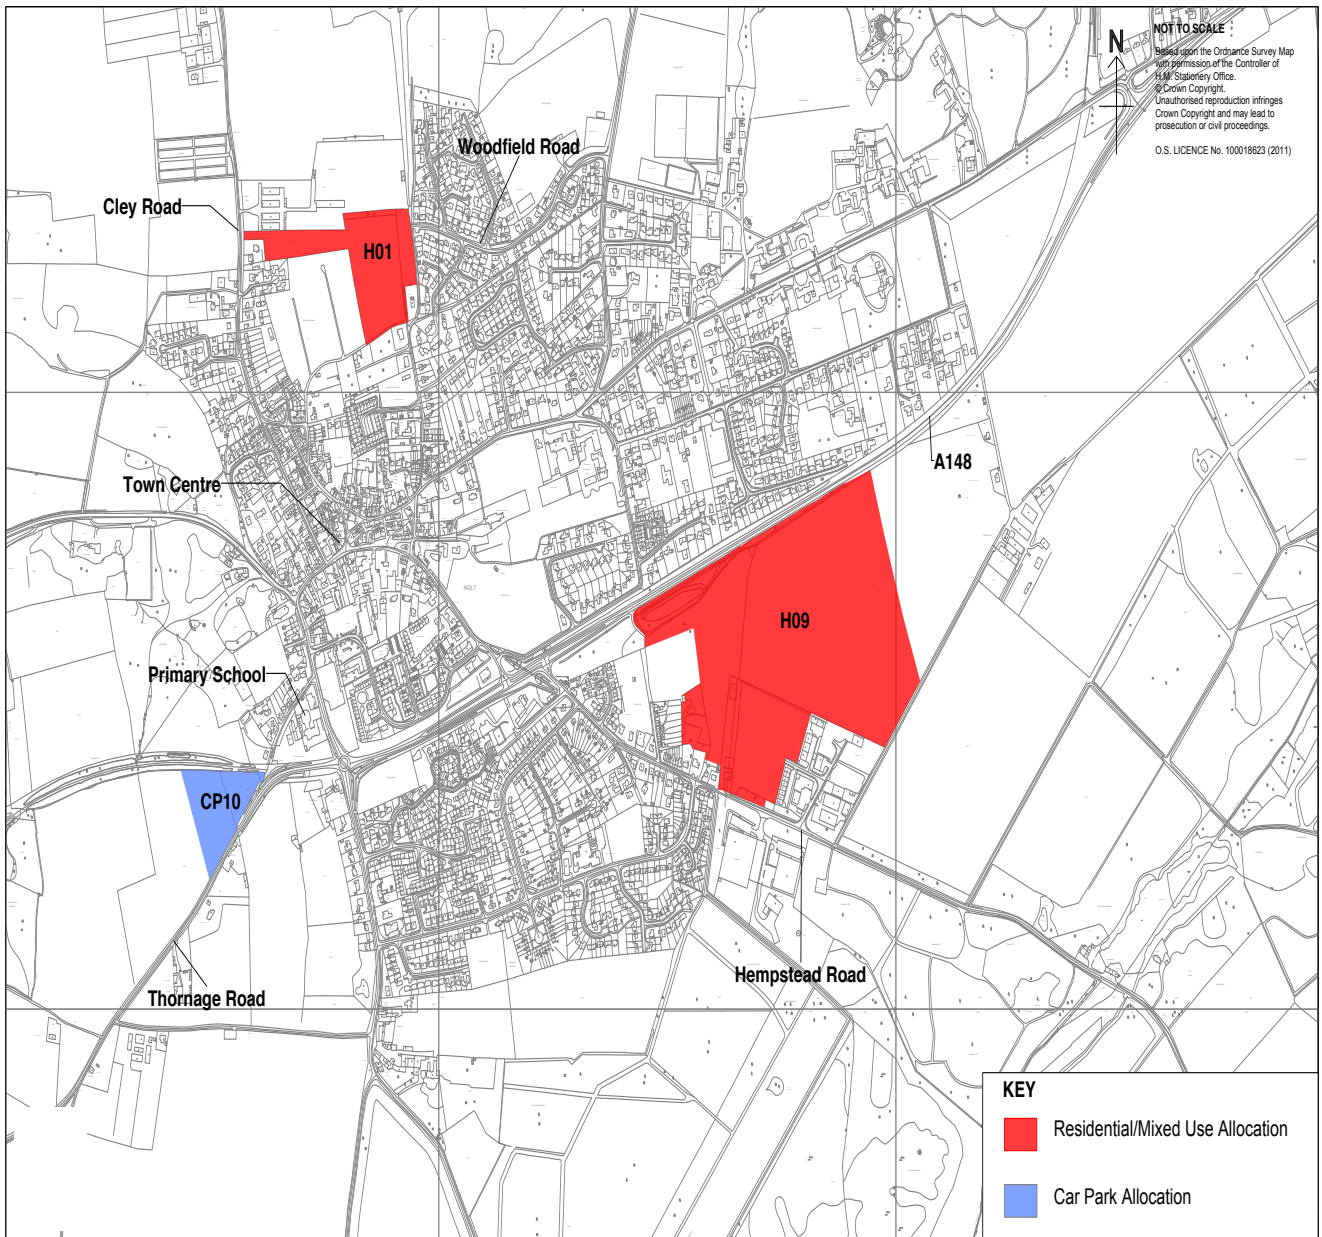 NOT TO SCALE
N
Based upon the Ordnance Survey Map
with permission of the Controller of
H.M. Stationery Office.
© Crown Copyright.
Unauthorised reproduction infringes
Crown Copyright and may lead to
prosecution or civil proceedings.
O.S. LICENCE No. 100018623 (2011)
Woodfield Road
Cley Road
H01
A148
Town Centre
HOLT
H09
Primary School
CP10
Hempstead Road
Thornage Road
KEY
Residential/Mixed Use Allocation
Car Park Allocation